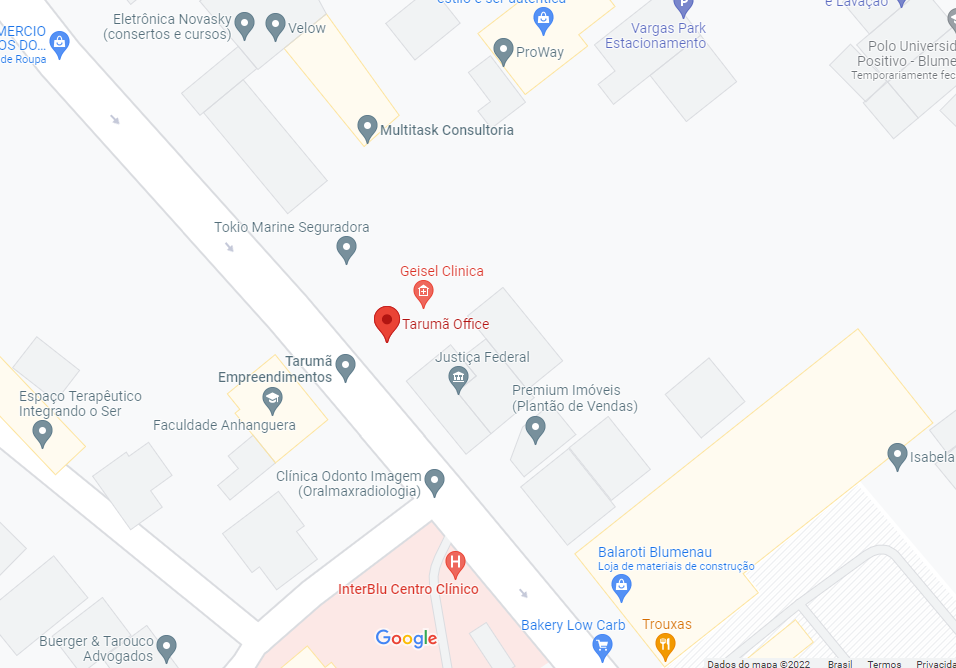 estilo e ser autêntica
e Lavação
Eletrônica Novasky
(consertos e cursos)
Velow
MERCIO
OS DO...
de Roupa
ProWay
Vargas Park
Estacionamento
Polo Universid
Positivo - Blume
Temporariamente fec
Multitask Consultoria
Tokio Marine Seguradora
Geisel Clinica
Tarumã Office
Justiça Federal
Tarumã
Empreendimentos
Premium Imóveis
(Plantão de Vendas)
Espaço Terapêutico
Integrando o Ser
Faculdade Anhanguera
Isabela
Clínica Odonto Imagem
(Oralmaxradiologia)
Balaroti Blumenau
Loja de materiais de construção
H
InterBlu Centro Clínico
Bakery Low Carb
Trouxas
Google
Buerger & Tarouco
Advogados
Dados do mapa ©2022 Brasil Termos Privacida